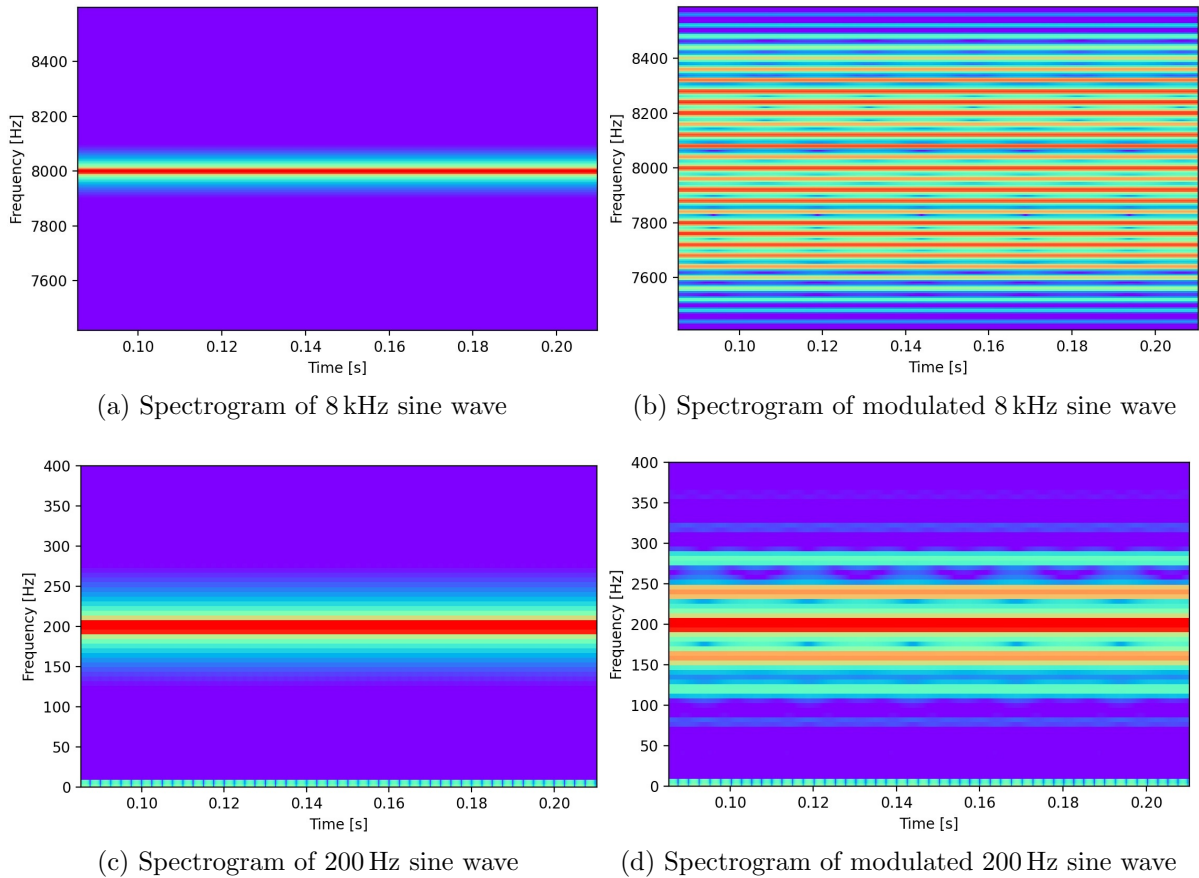 8400
8200
8000
7800
7600
Frequency [Hz]
0.10 0.12 0.14 0.16 0.18 0.20
Time [s]
(a) Spectrogram of 8 kHz sine wave
8400
8200
8000
7800
7600
Frequency [Hz]
0.10 0.12 0.14 0.16 0.18 0.20
Time [s]
(b) Spectrogram of modulated 8 kHz sine wave
400
350
300
250
200
150
100
50
0
Frequency [Hz]
0.10 0.12 0.14 0.16 0.18 0.20
Time [s]
(c) Spectrogram of 200 Hz sine wave
400
350
300
250
200
150
100
50
0
Frequency [Hz]
0.10 0.12 0.14 0.16 0.18 0.20
Time [s]
(d) Spectrogram of modulated 200 Hz sine wave